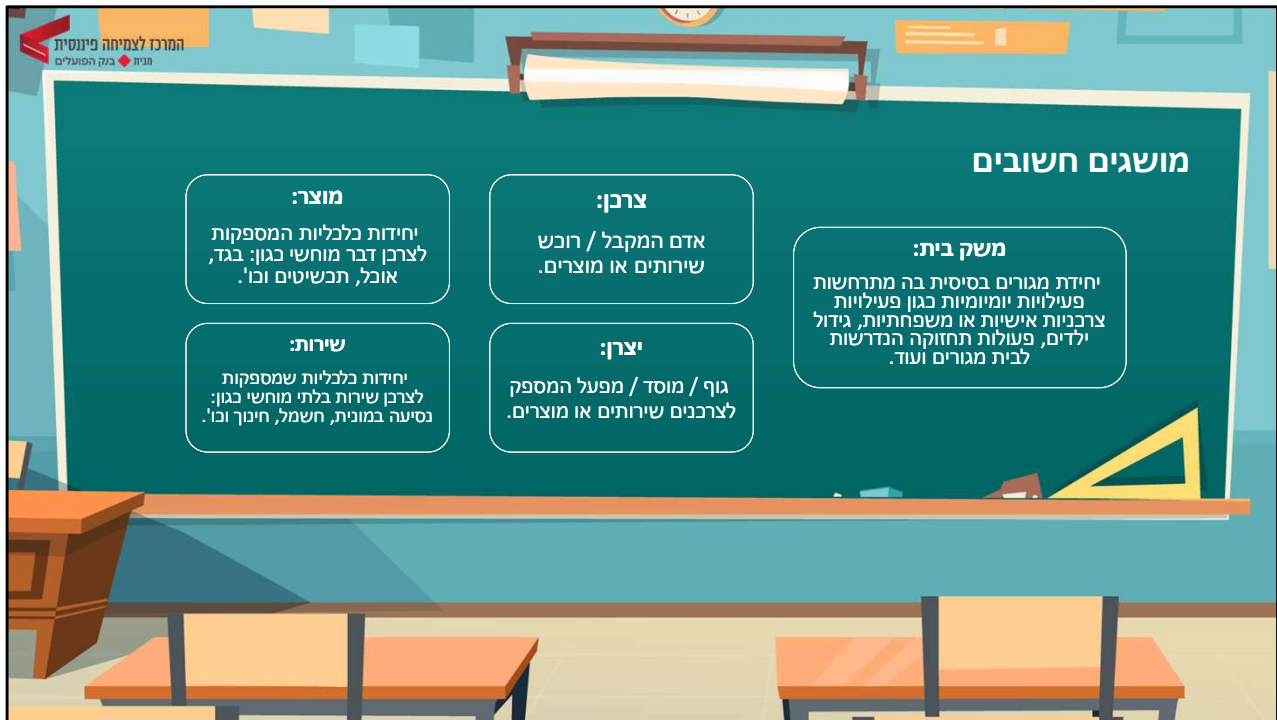 המרכז לצמיחה פיננסית
מבית בנק הפועלים
מושגים חשובים
משק בית:
יחידת מגורים בסיסית בה מתרחשות
פעילויות יומיומיות כגון פעילויות
צרכניות אישיות או משפחתיות, גידול
ילדים, פעולות תחזוקה הנדרשות
לבית מגורים ועוד.
צרכן:
אדם המקבל / רוכש
שירותים או מוצרים.
מוצר:
יחידות כלכליות המספקות
לצרכן דבר מוחשי כגון: בגד,
אוכל, תכשיטים וכו'.
יצרן:
גוף / מוסד / מפעל המספק
לצרכנים שירותים או מוצרים.
שירות:
יחידות כלכליות שמספקות
לצרכן שירות בלתי מוחשי כגון:
נסיעה במונית, חשמל, חינוך וכו'.